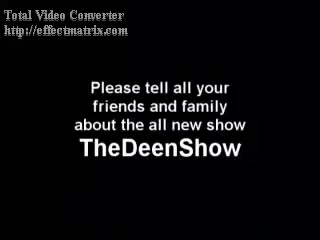 Total Video Converter
http://effectmatrix.com
Please tell all your
friends and family
about the all new show
TheDeenShow